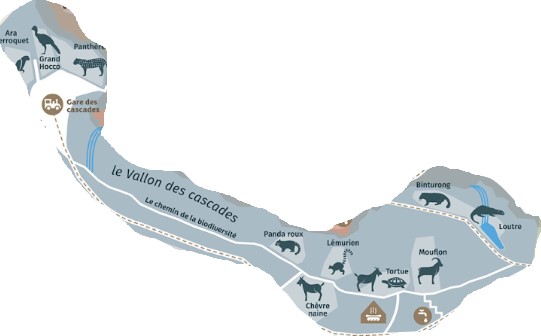 Ara
erroquet
Grand
Hocco
Panthère
Gare des
cascades
le Vallon des cascades
Le chemin de la biodiversité
Binturong
Loutre
Panda roux
Lémurien
Mouflon
Tortue
Chèvre
naine